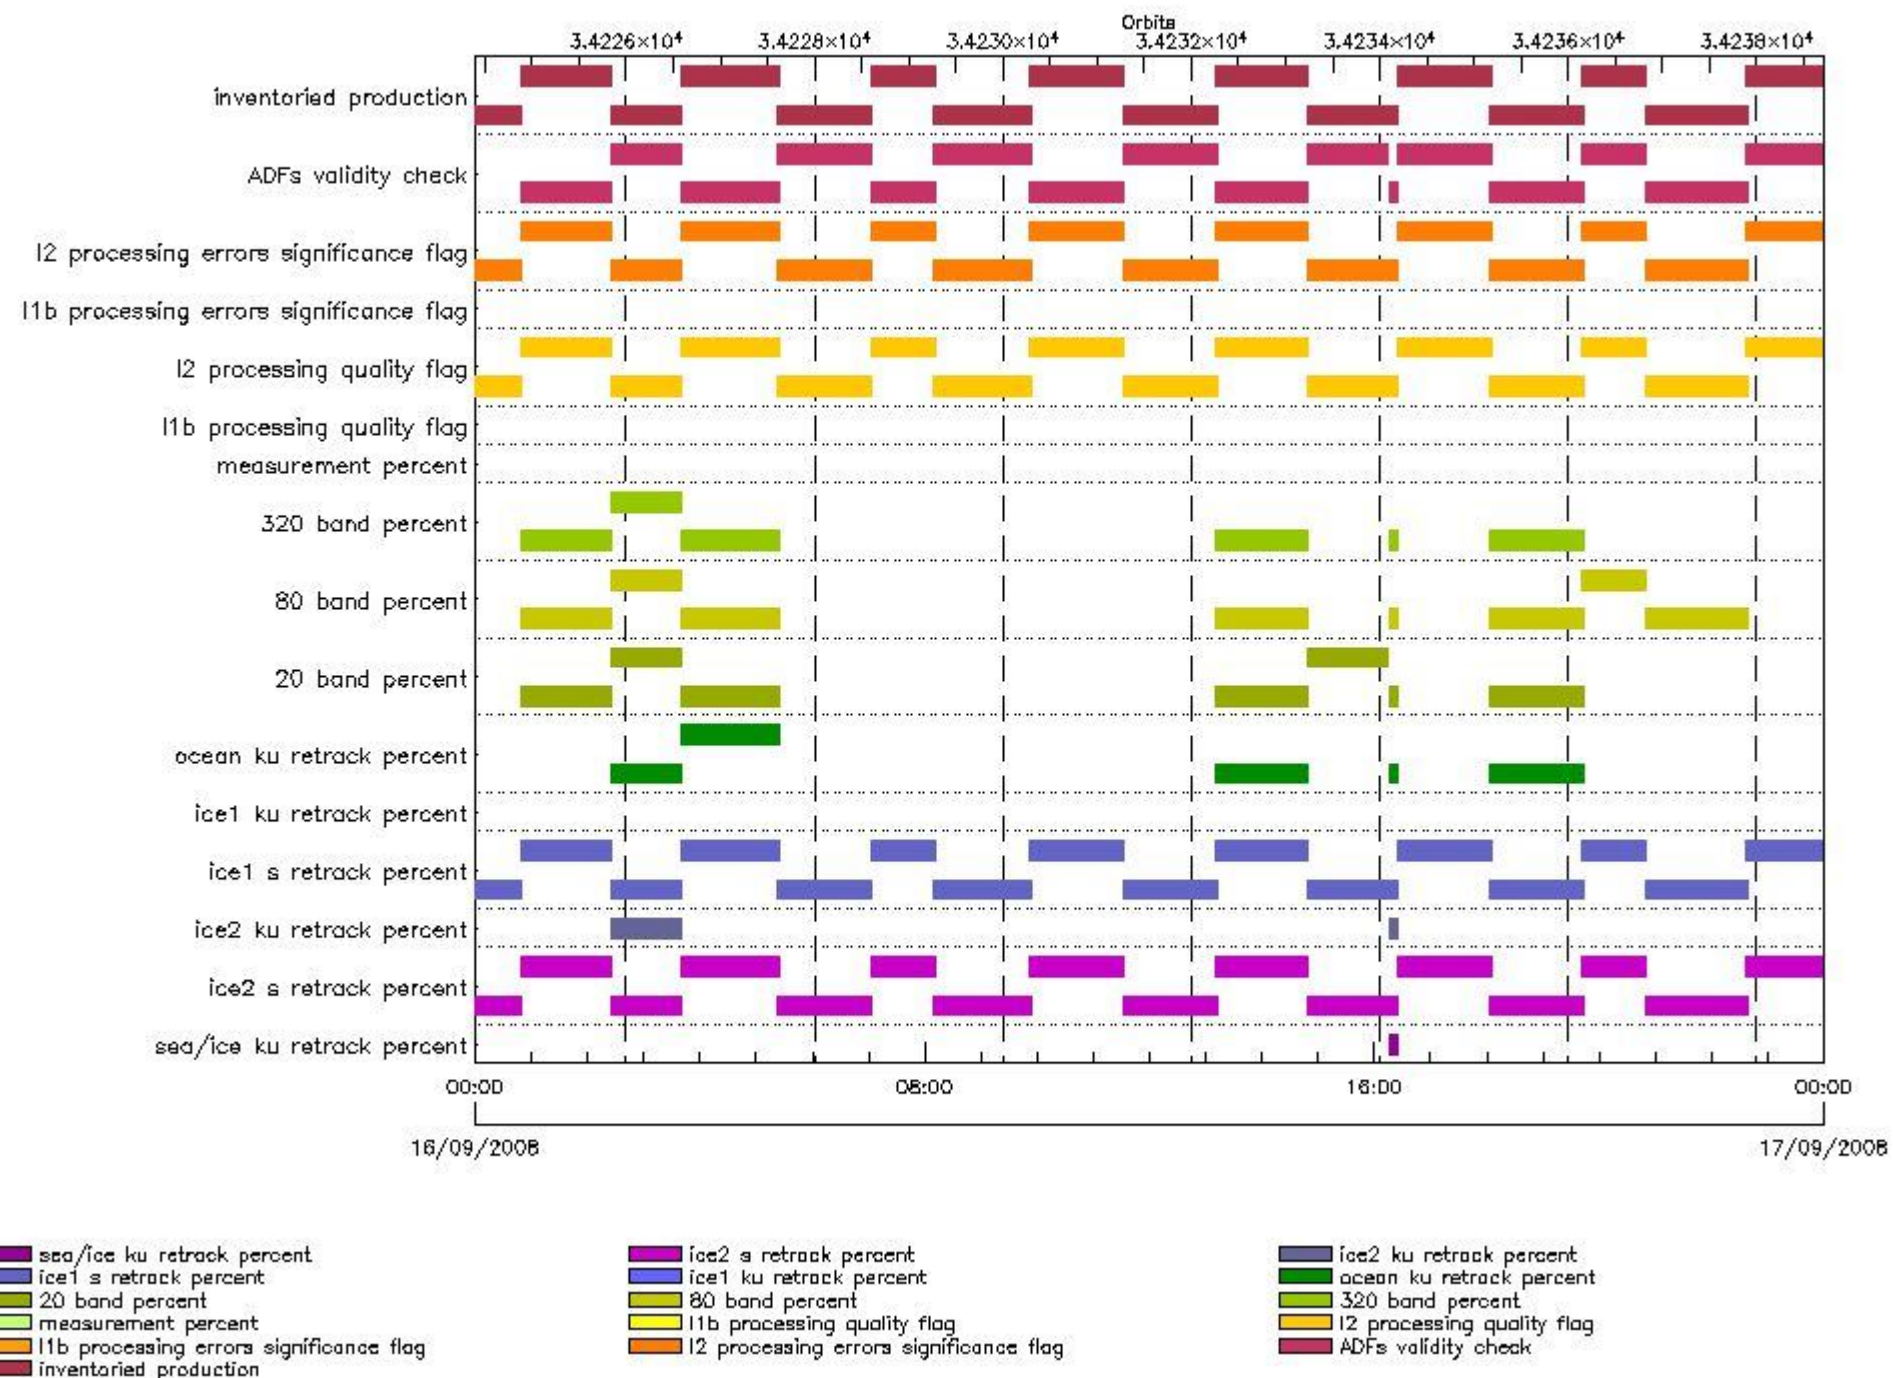 Orbits
3.4226×10⁴ 3.4228×10⁴ 3.4230×10⁴ 3.4232×10⁴ 3.4234×10⁴ 3.4236×10⁴ 3.4238×10⁴
inventoried production
ADFs validity check
l2 processing errors significance flag
l1b processing errors significance flag
l2 processing quality flag
l1b processing quality flag
measurement percent
320 band percent
80 band percent
20 band percent
ocean ku retrack percent
ice1 ku retrack percent
ice1 s retrack percent
ice2 ku retrack percent
ice2 s retrack percent
sea/ice ku retrack percent
00:00 08:00 16:00 00:00
16/09/2008 17/09/2008
sea/ice ku retrack percent ice2 s retrack percent ice2 ku retrack percent
ice1 s retrack percent ice1 ku retrack percent ocean ku retrack percent
20 band percent 80 band percent 320 band percent
measurement percent l1b processing quality flag l2 processing quality flag
l1b processing errors significance flag l2 processing errors significance flag ADFs validity check
inventoried production